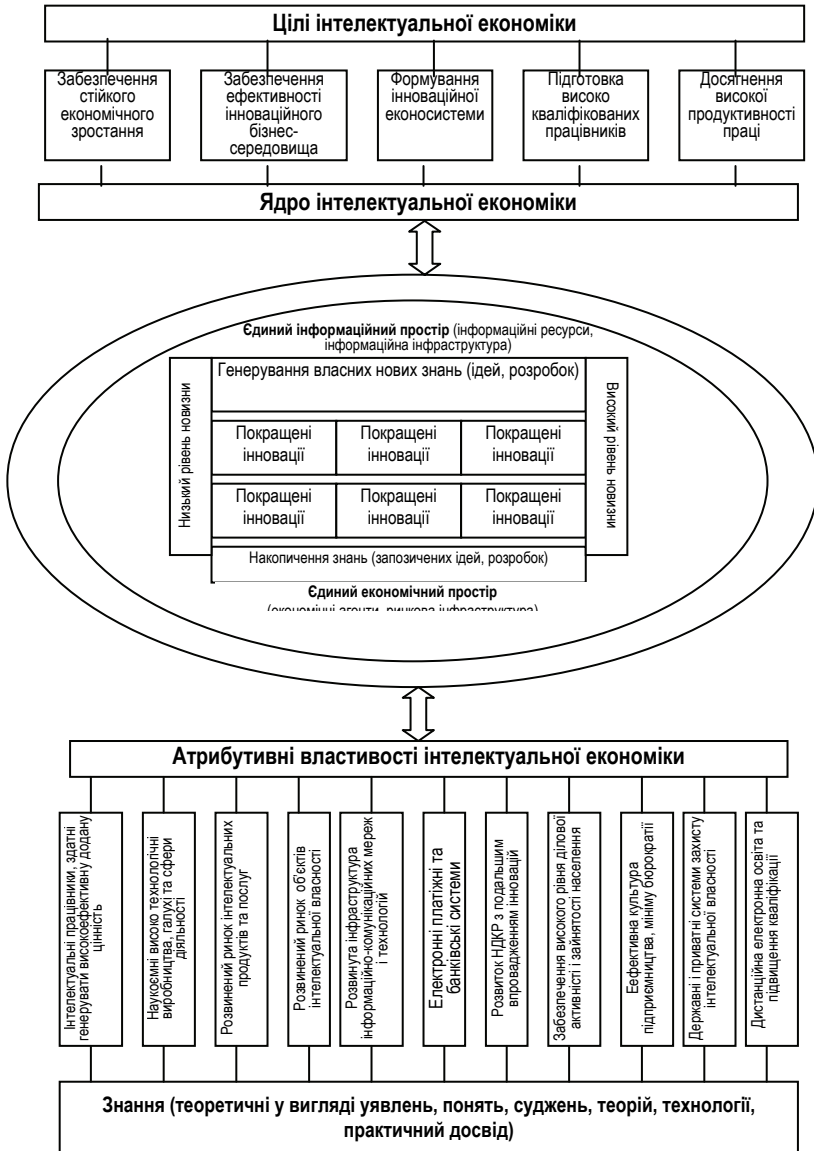 Цілі інтелектуальної економіки
Забезпечення
стійкого
економічного
зростання
Забезпечення
ефективності
інноваційного
бізнес-
середовища
Формування
інноваційної
еконосистеми
Підготовка
високо
кваліфікованих
працівників
Досягнення
високої
продуктивності
праці
Ядро інтелектуальної економіки
Єдиний інформаційний простір (інформаційні ресурси,
інформаційна інфраструктура)
Низький рівень новизни
Генерування власних нових знань (ідей, розробок)
Високий рівень новизни
Покращені
інновації
Покращені
інновації
Покращені
інновації
Покращені
інновації
Покращені
інновації
Покращені
інновації
Накопичення знань (запозичених ідей, розробок)
Єдиний економічний простір
(економічні агенти, ринкова інфраструктура)
Атрибутивні властивості інтелектуальної економіки
Інтелектуальні працівники, здатні
генерувати високоефективну додану
цінність
Наукоємні високо технологічні
виробництва, галузі та сфери
діяльності
Розвинений ринок інтелектуальних
продуктів та послуг
Розвинений ринок об'єктів
інтелектуальної власності
Розвинута інфраструктура
інформаційно-комунікаційних мереж
і технологій
Електронні платіжні та
банківські системи
Розвиток НДКР з подальшим
впровадженням інновацій
Забезпечення високого рівня ділової
активності і зайнятості населення
Еефективна культура
підприємництва, мініму бюрократії
Державні і приватні системи захисту
інтелектуальної власності
Дистанційна електронна освіта та
підвищення кваліфікації
Знання (теоретичні у вигляді уявлень, понять, суджень, теорій, технології,
практичний досвід)